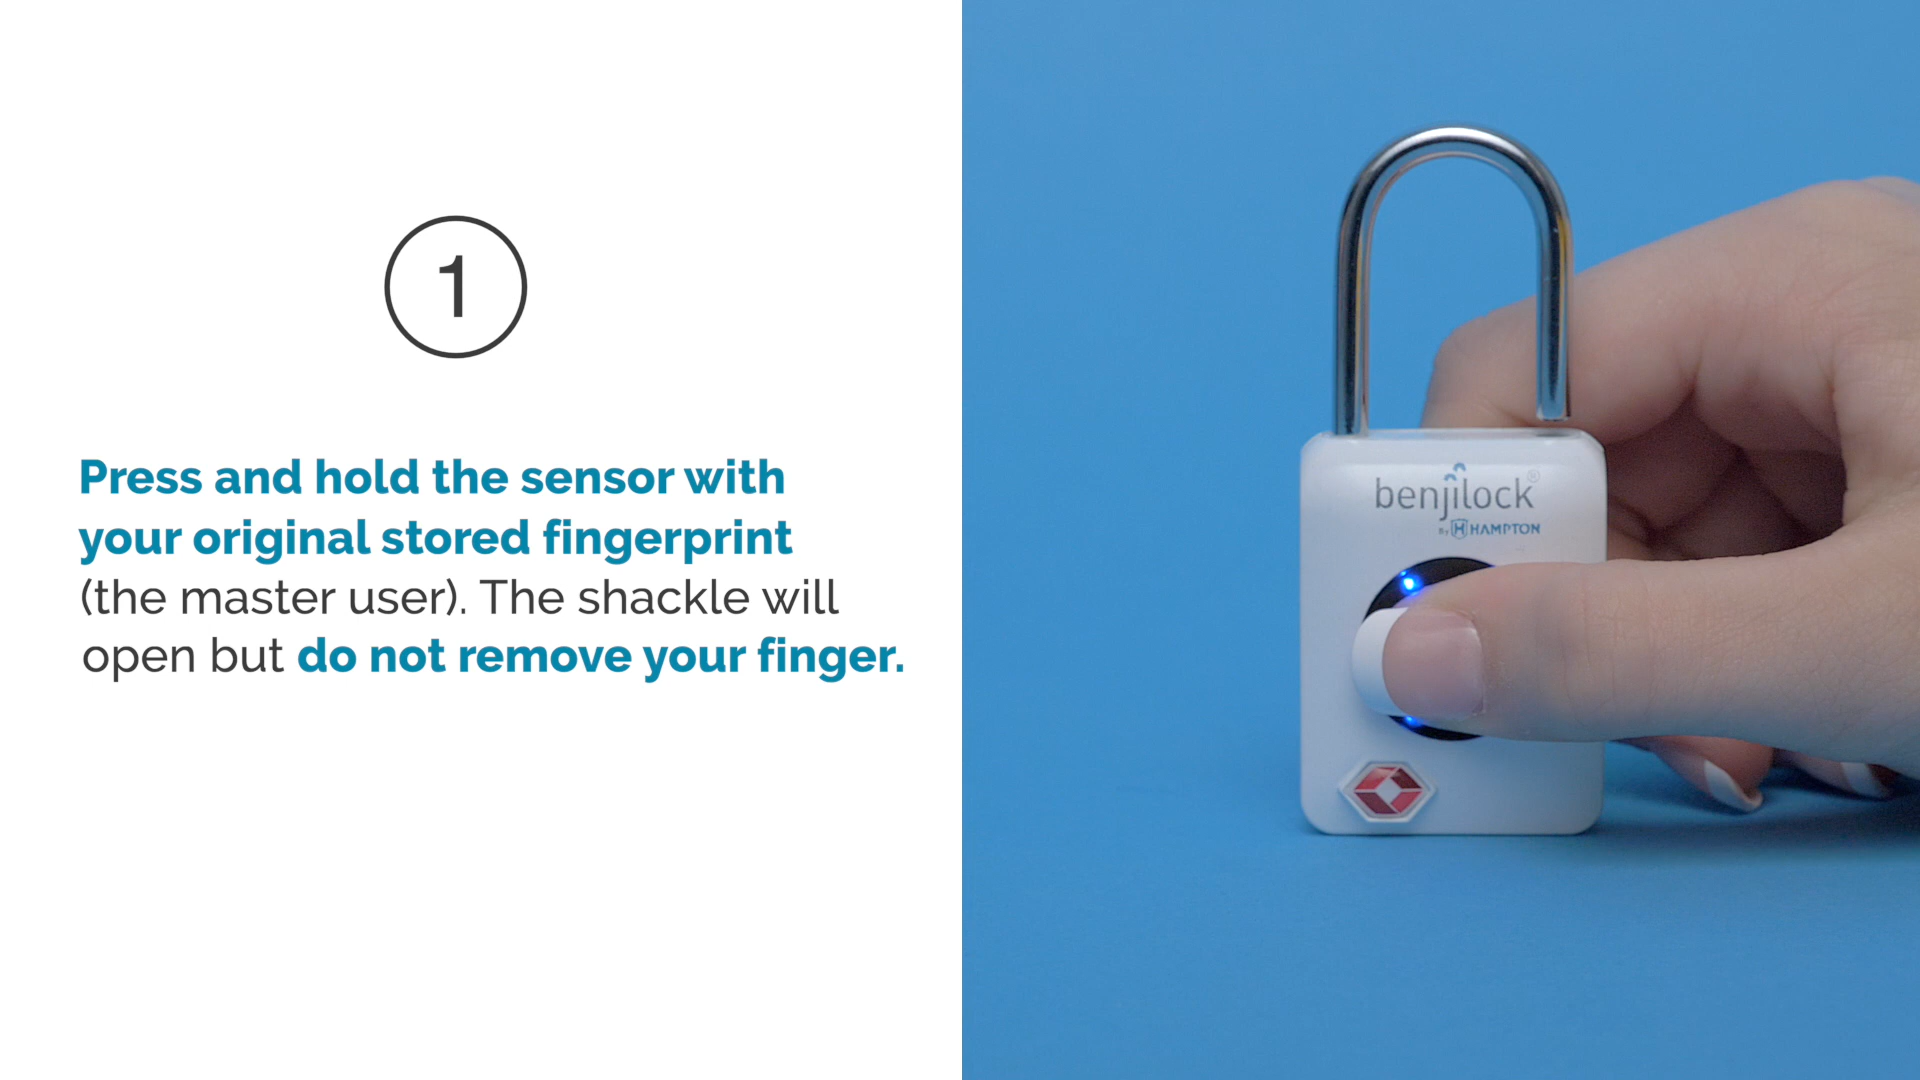 1
Press and hold the sensor with
your original stored fingerprint
(the master user). The shackle will
open but do not remove your finger.
benjilock®
By HAMPTON